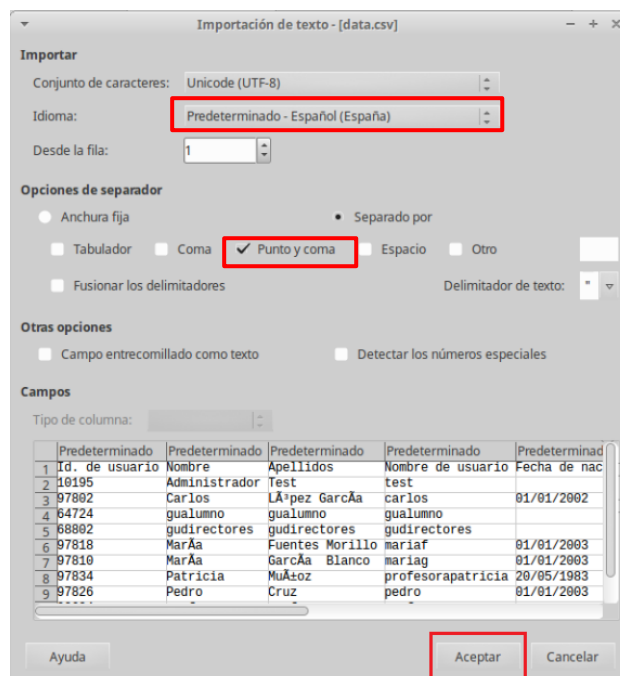 Importación de texto - [data.csv]
Importar
Conjunto de caracteres: Unicode (UTF-8)
Idioma: Predeterminado - Español (España)
Desde la fila: 1
Opciones de separador
Anchura fija Separado por
Tabulador Coma Punto y coma Espacio Otro
Fusionar los delimitadores Delimitador de texto: "
Otras opciones
Campo entrecomillado como texto Detectar los números especiales
Campos
Tipo de columna:
Predeterminado Predeterminado Predeterminado Predeterminado Predeterminad
1 Id. de usuario Nombre Apellidos Nombre de usuario Fecha de nac
2 10195 Administrador Test test
3 97802 Carlos LÃ³pez GarcÃa carlos 01/01/2002
4 64724 gualumno gualumno gualumno
5 68802 gudirectores gudirectores gudirectores
6 97818 MarÃa Fuentes Morillo mariaf 01/01/2003
7 97810 MarÃa GarcÃa Blanco mariag 01/01/2003
8 97834 Patricia MuÃ±oz profesorapatricia 20/05/1983
9 97826 Pedro Cruz pedro 01/01/2003
Ayuda Aceptar Cancelar